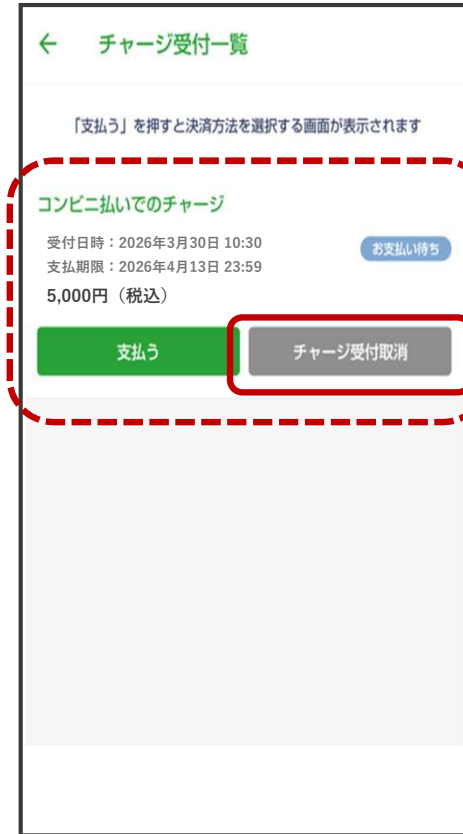 ← チャージ受付一覧
「支払う」を押すと決済方法を選択する画面が表示されます
コンビニ払いでのチャージ
受付日時：2026年3月30日 10:30
お支払い待ち
支払期限：2026年4月13日 23:59
5,000円（税込）
支払う チャージ受付取消